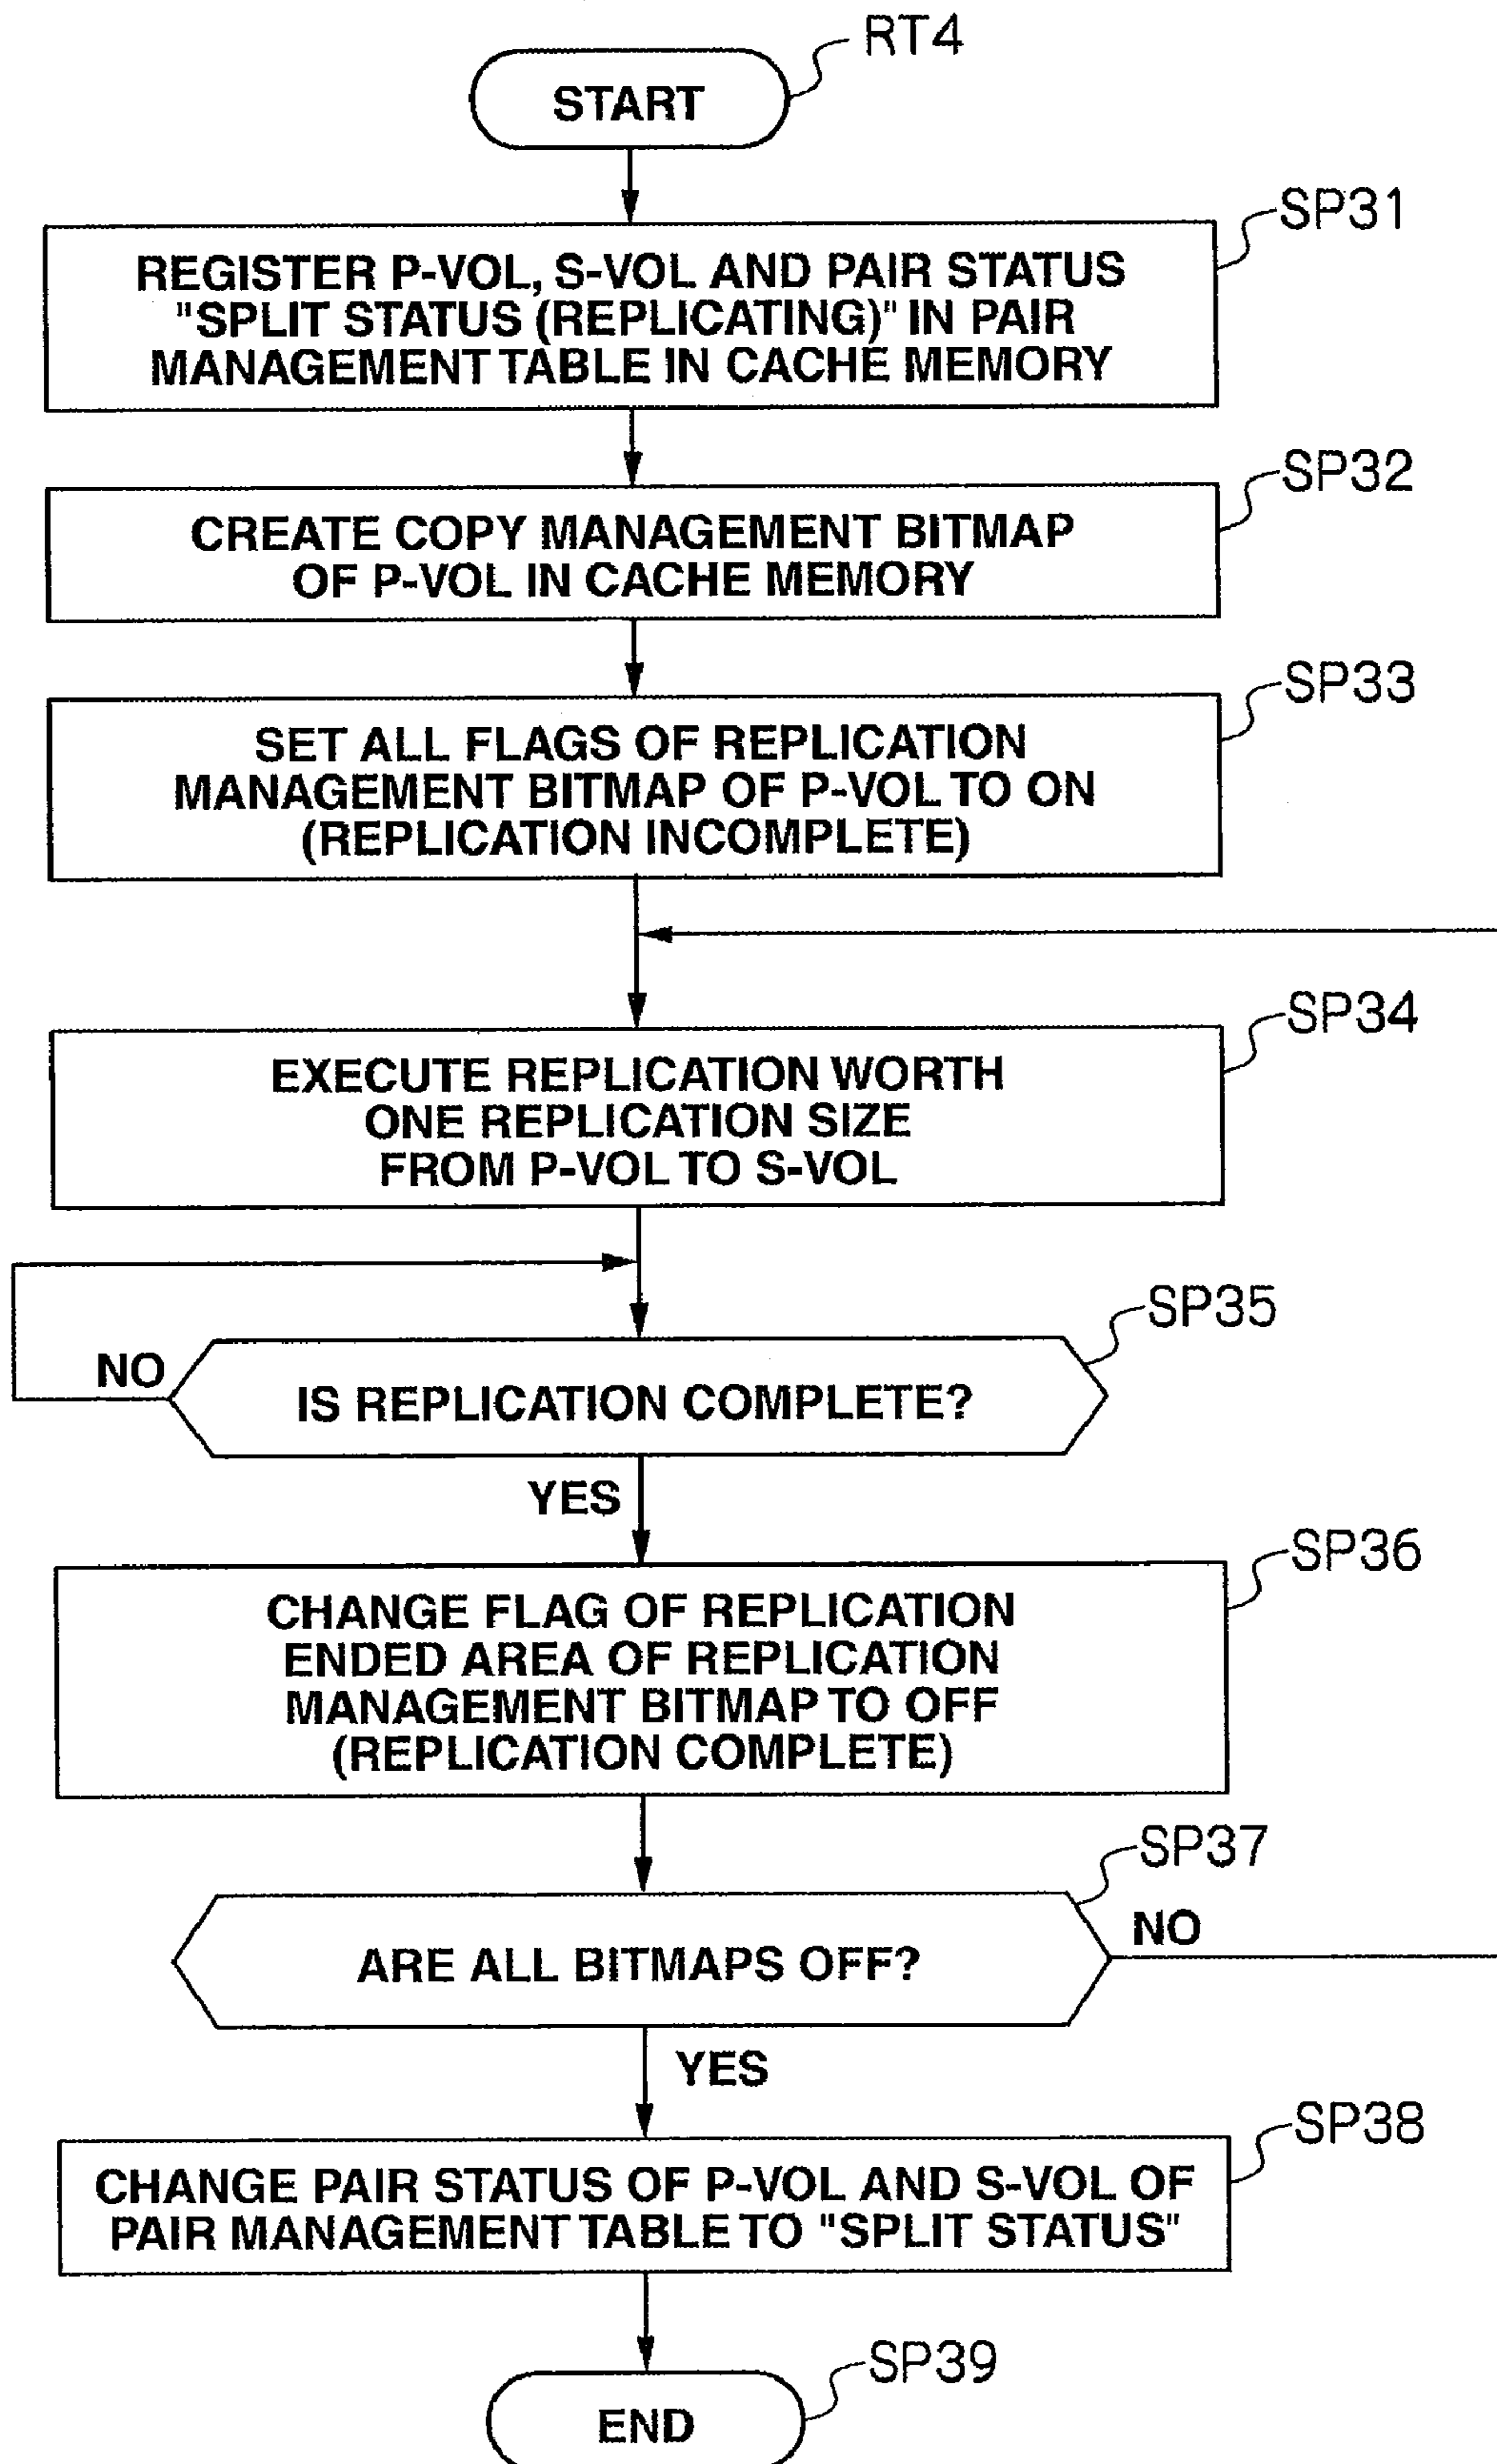 RT4
START
SP31
REGISTER P-VOL, S-VOL AND PAIR STATUS
"SPLIT STATUS (REPLICATING)" IN PAIR
MANAGEMENT TABLE IN CACHE MEMORY
SP32
CREATE COPY MANAGEMENT BITMAP
OF P-VOL IN CACHE MEMORY
SP33
SET ALL FLAGS OF REPLICATION
MANAGEMENT BITMAP OF P-VOL TO ON
(REPLICATION INCOMPLETE)
SP34
EXECUTE REPLICATION WORTH
ONE REPLICATION SIZE
FROM P-VOL TO S-VOL
SP35
NO
IS REPLICATION COMPLETE?
YES
SP36
CHANGE FLAG OF REPLICATION
ENDED AREA OF REPLICATION
MANAGEMENT BITMAP TO OFF
(REPLICATION COMPLETE)
SP37
NO
ARE ALL BITMAPS OFF?
YES
SP38
CHANGE PAIR STATUS OF P-VOL AND S-VOL OF
PAIR MANAGEMENT TABLE TO "SPLIT STATUS"
SP39
END